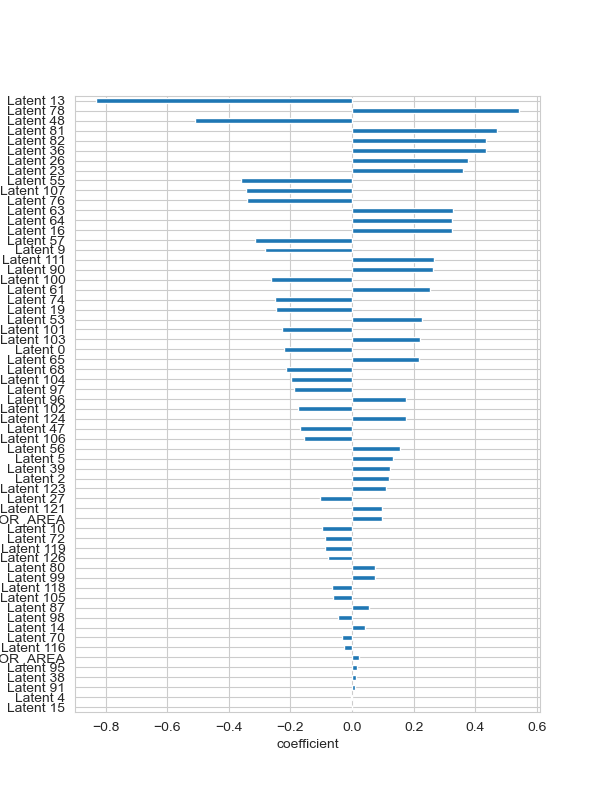 Latent 13
Latent 78
Latent 48
Latent 81
Latent 82
Latent 36
Latent 26
Latent 23
Latent 55
Latent 107
Latent 76
Latent 63
Latent 64
Latent 16
Latent 57
Latent 9
Latent 111
Latent 90
Latent 100
Latent 61
Latent 74
Latent 19
Latent 53
Latent 101
Latent 103
Latent 0
Latent 65
Latent 68
Latent 104
Latent 97
Latent 96
Latent 102
Latent 124
Latent 47
Latent 106
Latent 56
Latent 5
Latent 39
Latent 2
Latent 123
Latent 27
Latent 121
OR_AREA
Latent 10
Latent 72
Latent 119
Latent 126
Latent 80
Latent 99
Latent 118
Latent 105
Latent 87
Latent 98
Latent 14
Latent 70
Latent 116
OR_AREA
Latent 95
Latent 38
Latent 91
Latent 4
Latent 15
−0.8 −0.6 −0.4 −0.2 0.0 0.2 0.4 0.6
coefficient